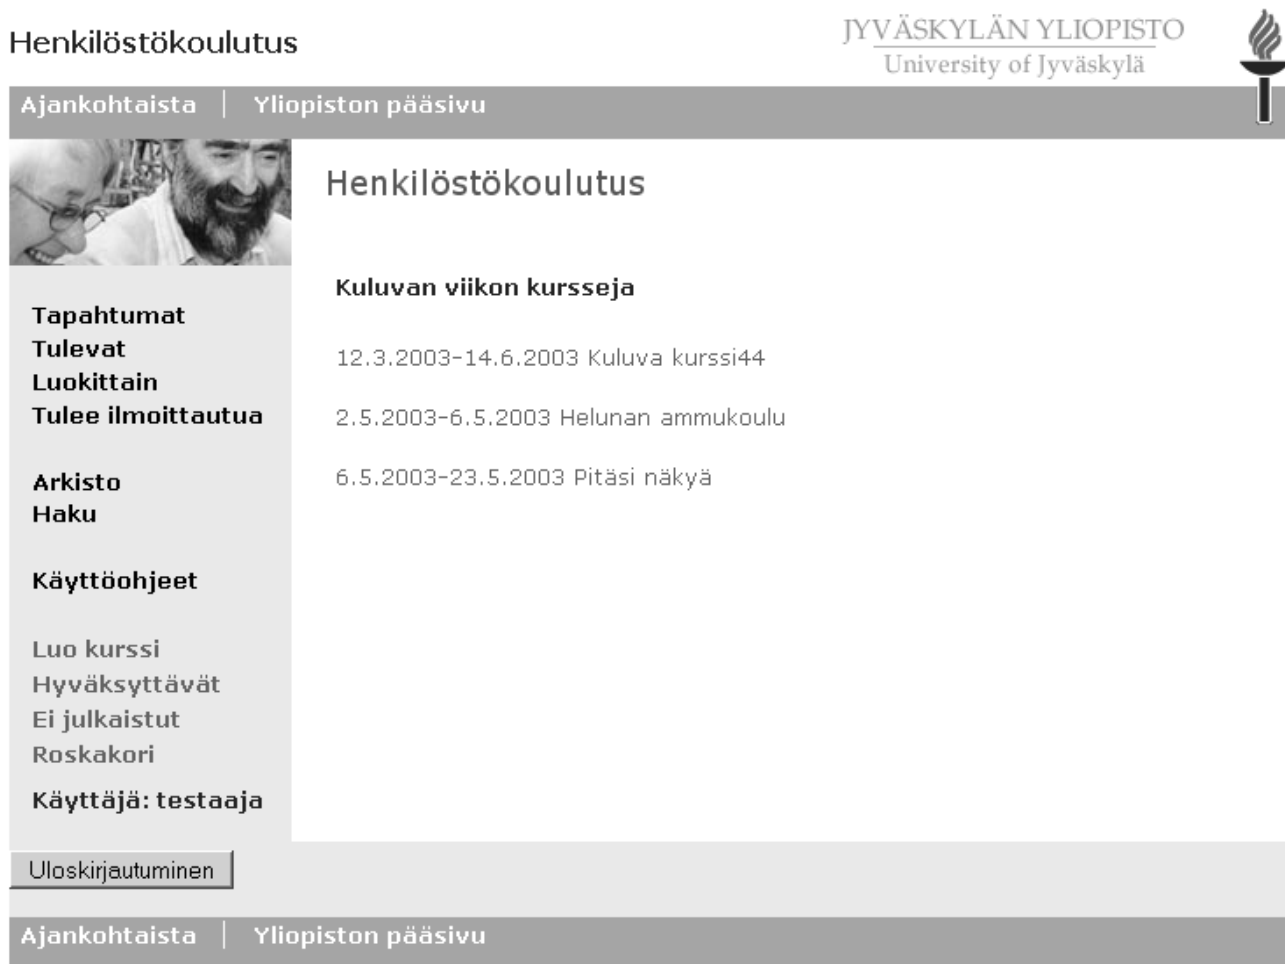 Henkilöstökoulutus
JYVÄSKYLÄN YLIOPISTO
University of Jyväskylä
Ajankohtaista | Yliopiston pääsivu
Henkilöstökoulutus
Kuluvan viikon kursseja
12.3.2003-14.6.2003 Kuluva kurssi44
2.5.2003-6.5.2003 Helunan ammukoulu
6.5.2003-23.5.2003 Pitäsi näkyä
Tapahtumat
Tulevat
Luokittain
Tulee ilmoittautua
Arkisto
Haku
Käyttöohjeet
Luo kurssi
Hyväksyttävät
Ei julkaistut
Roskakori
Käyttäjä: testaaja
Uloskirjautuminen
Ajankohtaista | Yliopiston pääsivu